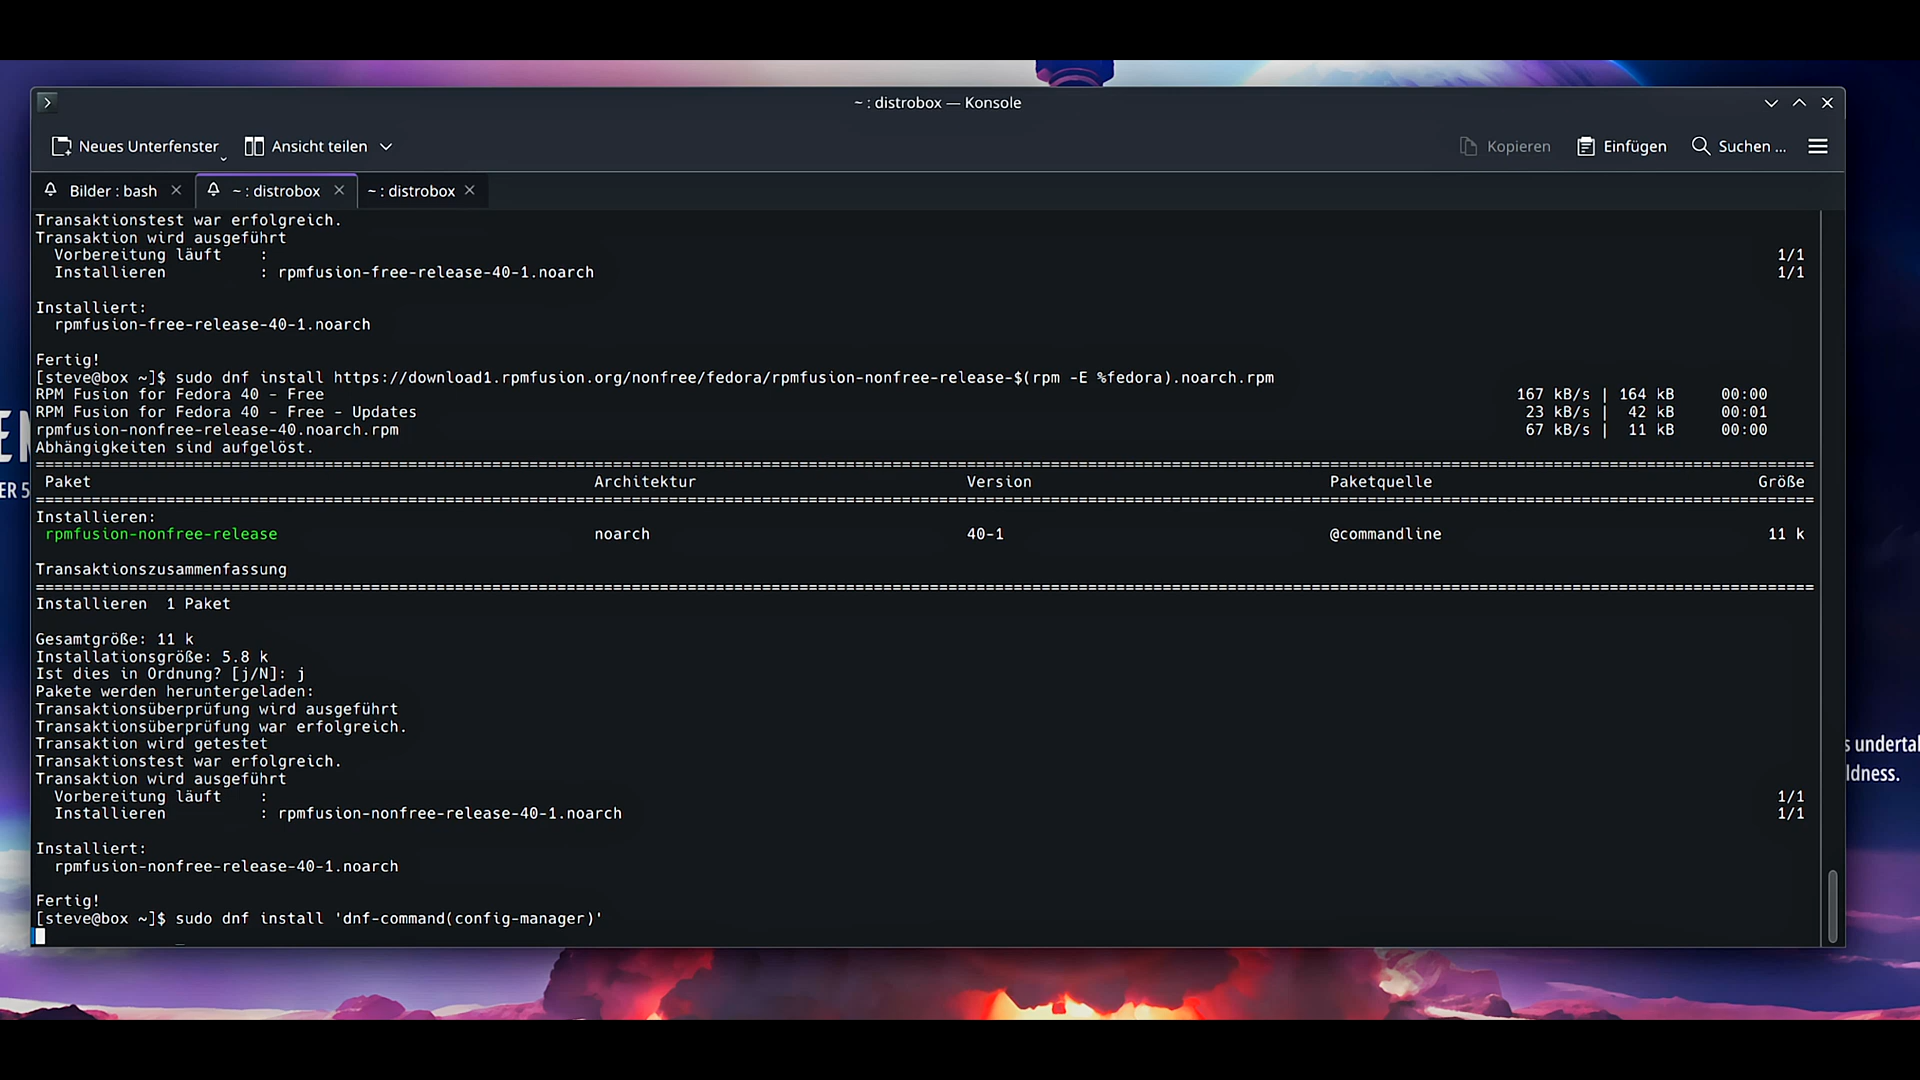 ~ : distrobox — Konsole
Neues Unterfenster Ansicht teilen Kopieren Einfügen Suchen ...
Bilder : bash ~ : distrobox ~ : distrobox
Transaktionstest war erfolgreich.
Transaktion wird ausgeführt
Vorbereitung läuft : 1/1
Installieren : rpmfusion-free-release-40-1.noarch 1/1
Installiert:
rpmfusion-free-release-40-1.noarch
Fertig!
[steve@box ~]$ sudo dnf install https://download1.rpmfusion.org/nonfree/fedora/rpmfusion-nonfree-release-$(rpm -E %fedora).noarch.rpm
RPM Fusion for Fedora 40 - Free 167 kB/s | 164 kB 00:00
RPM Fusion for Fedora 40 - Free - Updates 23 kB/s | 42 kB 00:01
rpmfusion-nonfree-release-40.noarch.rpm 67 kB/s | 11 kB 00:00
Abhängigkeiten sind aufgelöst.
Paket Architektur Version Paketquelle Größe
Installieren:
rpmfusion-nonfree-release noarch 40-1 @commandline 11 k
Transaktionszusammenfassung
Installieren 1 Paket
Gesamtgröße: 11 k
Installationsgröße: 5.8 k
Ist dies in Ordnung? [j/N]: j
Pakete werden heruntergeladen:
Transaktionsüberprüfung wird ausgeführt
Transaktionsüberprüfung war erfolgreich.
Transaktion wird getestet
Transaktionstest war erfolgreich.
Transaktion wird ausgeführt
Vorbereitung läuft : 1/1
Installieren : rpmfusion-nonfree-release-40-1.noarch 1/1
Installiert:
rpmfusion-nonfree-release-40-1.noarch
Fertig!
[steve@box ~]$ sudo dnf install 'dnf-command(config-manager)'
ER 5
s undertal
ldness.